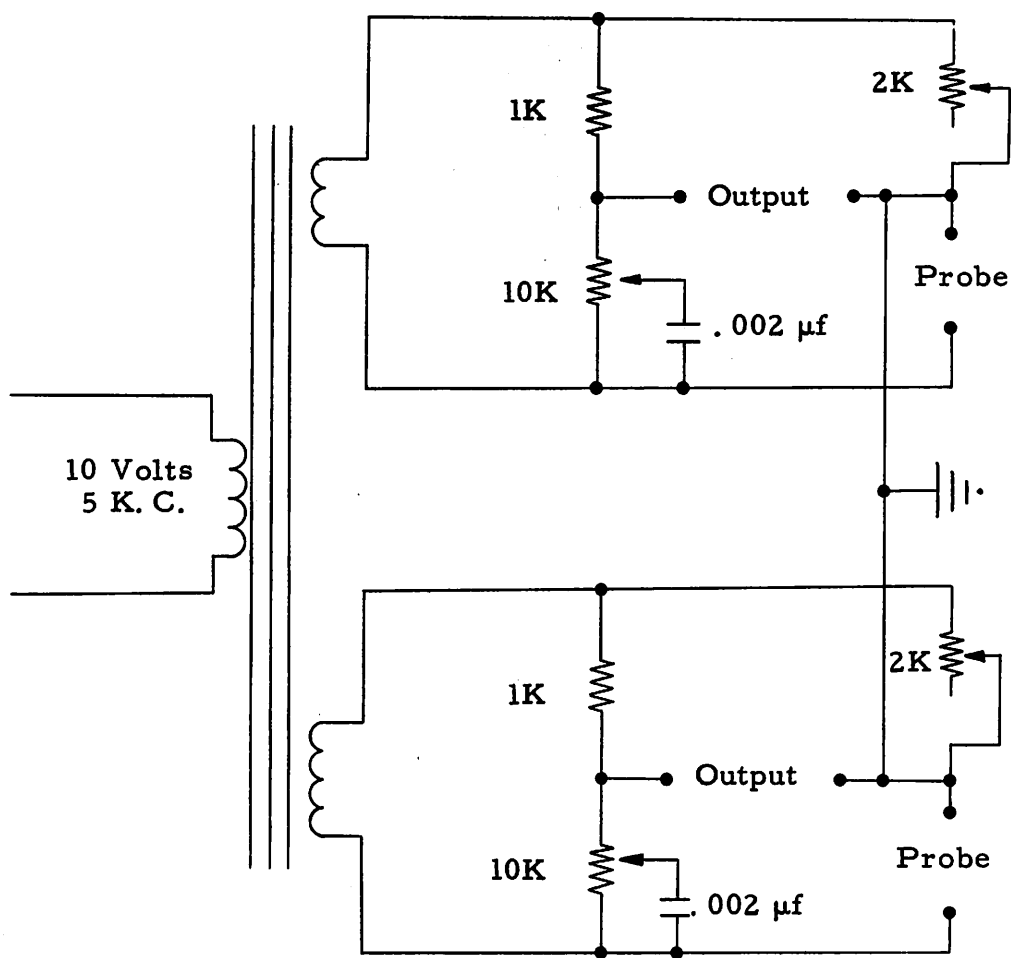 2K
1K
Output
Probe
10K
.002 µf
10 Volts
5 K.C.
2K
1K
Output
Probe
10K
.002 µf